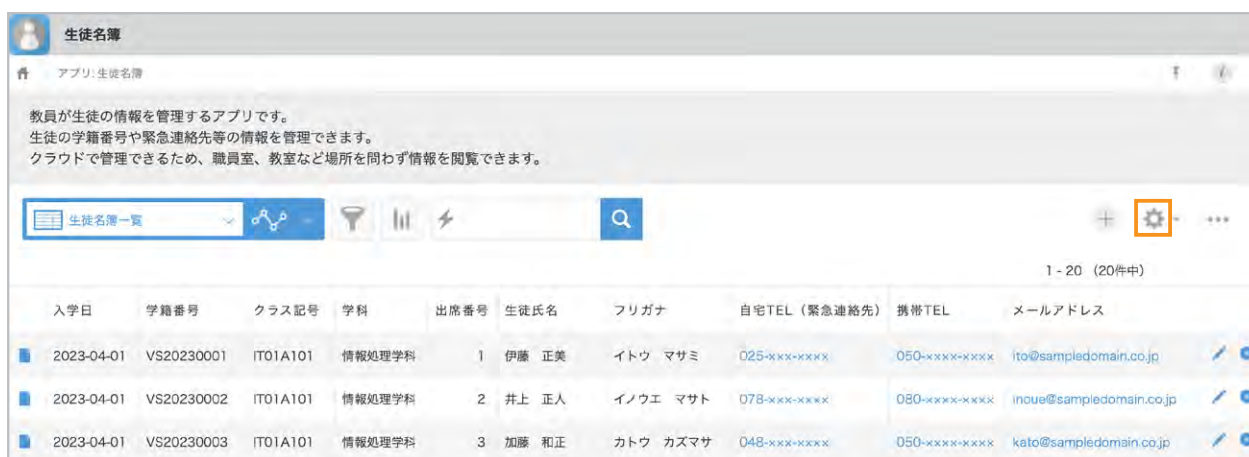 生徒名簿
アプリ: 生徒名簿
教員が生徒の情報を管理するアプリです。
生徒の学籍番号や緊急連絡先等の情報を管理できます。
クラウドで管理できるため、職員室、教室など場所を問わず情報を閲覧できます。
生徒名簿一覧
1 - 20 （20件中）
入学日 学籍番号 クラス記号 学科 出席番号 生徒氏名 フリガナ 自宅TEL（緊急連絡先） 携帯TEL メールアドレス
2023-04-01 VS20230001 IT01A101 情報処理学科 1 伊藤 正美 イトウ マサミ 025-xxx-xxxx 050-xxxx-xxxx ito@sampledomain.co.jp
2023-04-01 VS20230002 IT01A101 情報処理学科 2 井上 正人 イノウエ マサト 078-xxx-xxxx 080-xxxx-xxxx inoue@sampledomain.co.jp
2023-04-01 VS20230003 IT01A101 情報処理学科 3 加藤 和正 カトウ カズマサ 048-xxx-xxxx 050-xxxx-xxxx kato@sampledomain.co.jp